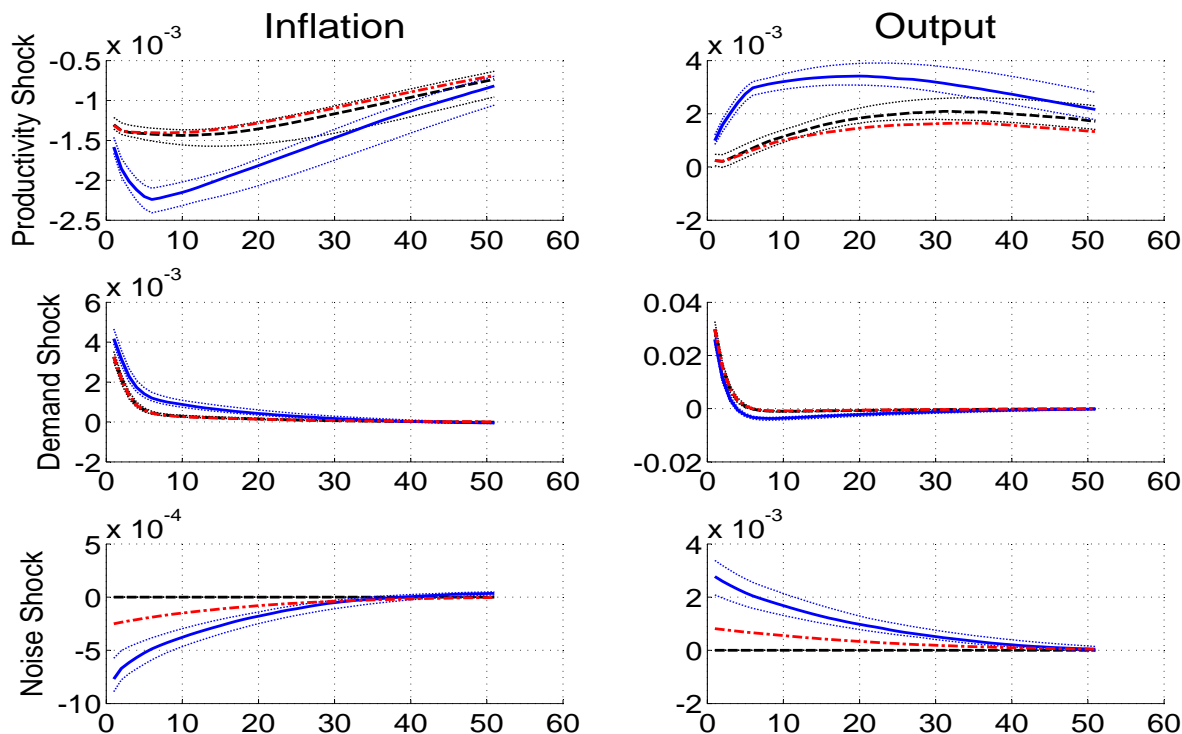 Inflation
Output
Productivity Shock
x 10^-3
-0.5
-1
-1.5
-2
-2.5
0 10 20 30 40 50 60
x 10^-3
4
2
0
-2
0 10 20 30 40 50 60
Demand Shock
x 10^-3
6
4
2
0
-2
0 10 20 30 40 50 60
0.04
0.02
0
-0.02
0 10 20 30 40 50 60
Noise Shock
x 10^-4
5
0
-5
-10
0 10 20 30 40 50 60
x 10^-3
4
2
0
-2
0 10 20 30 40 50 60